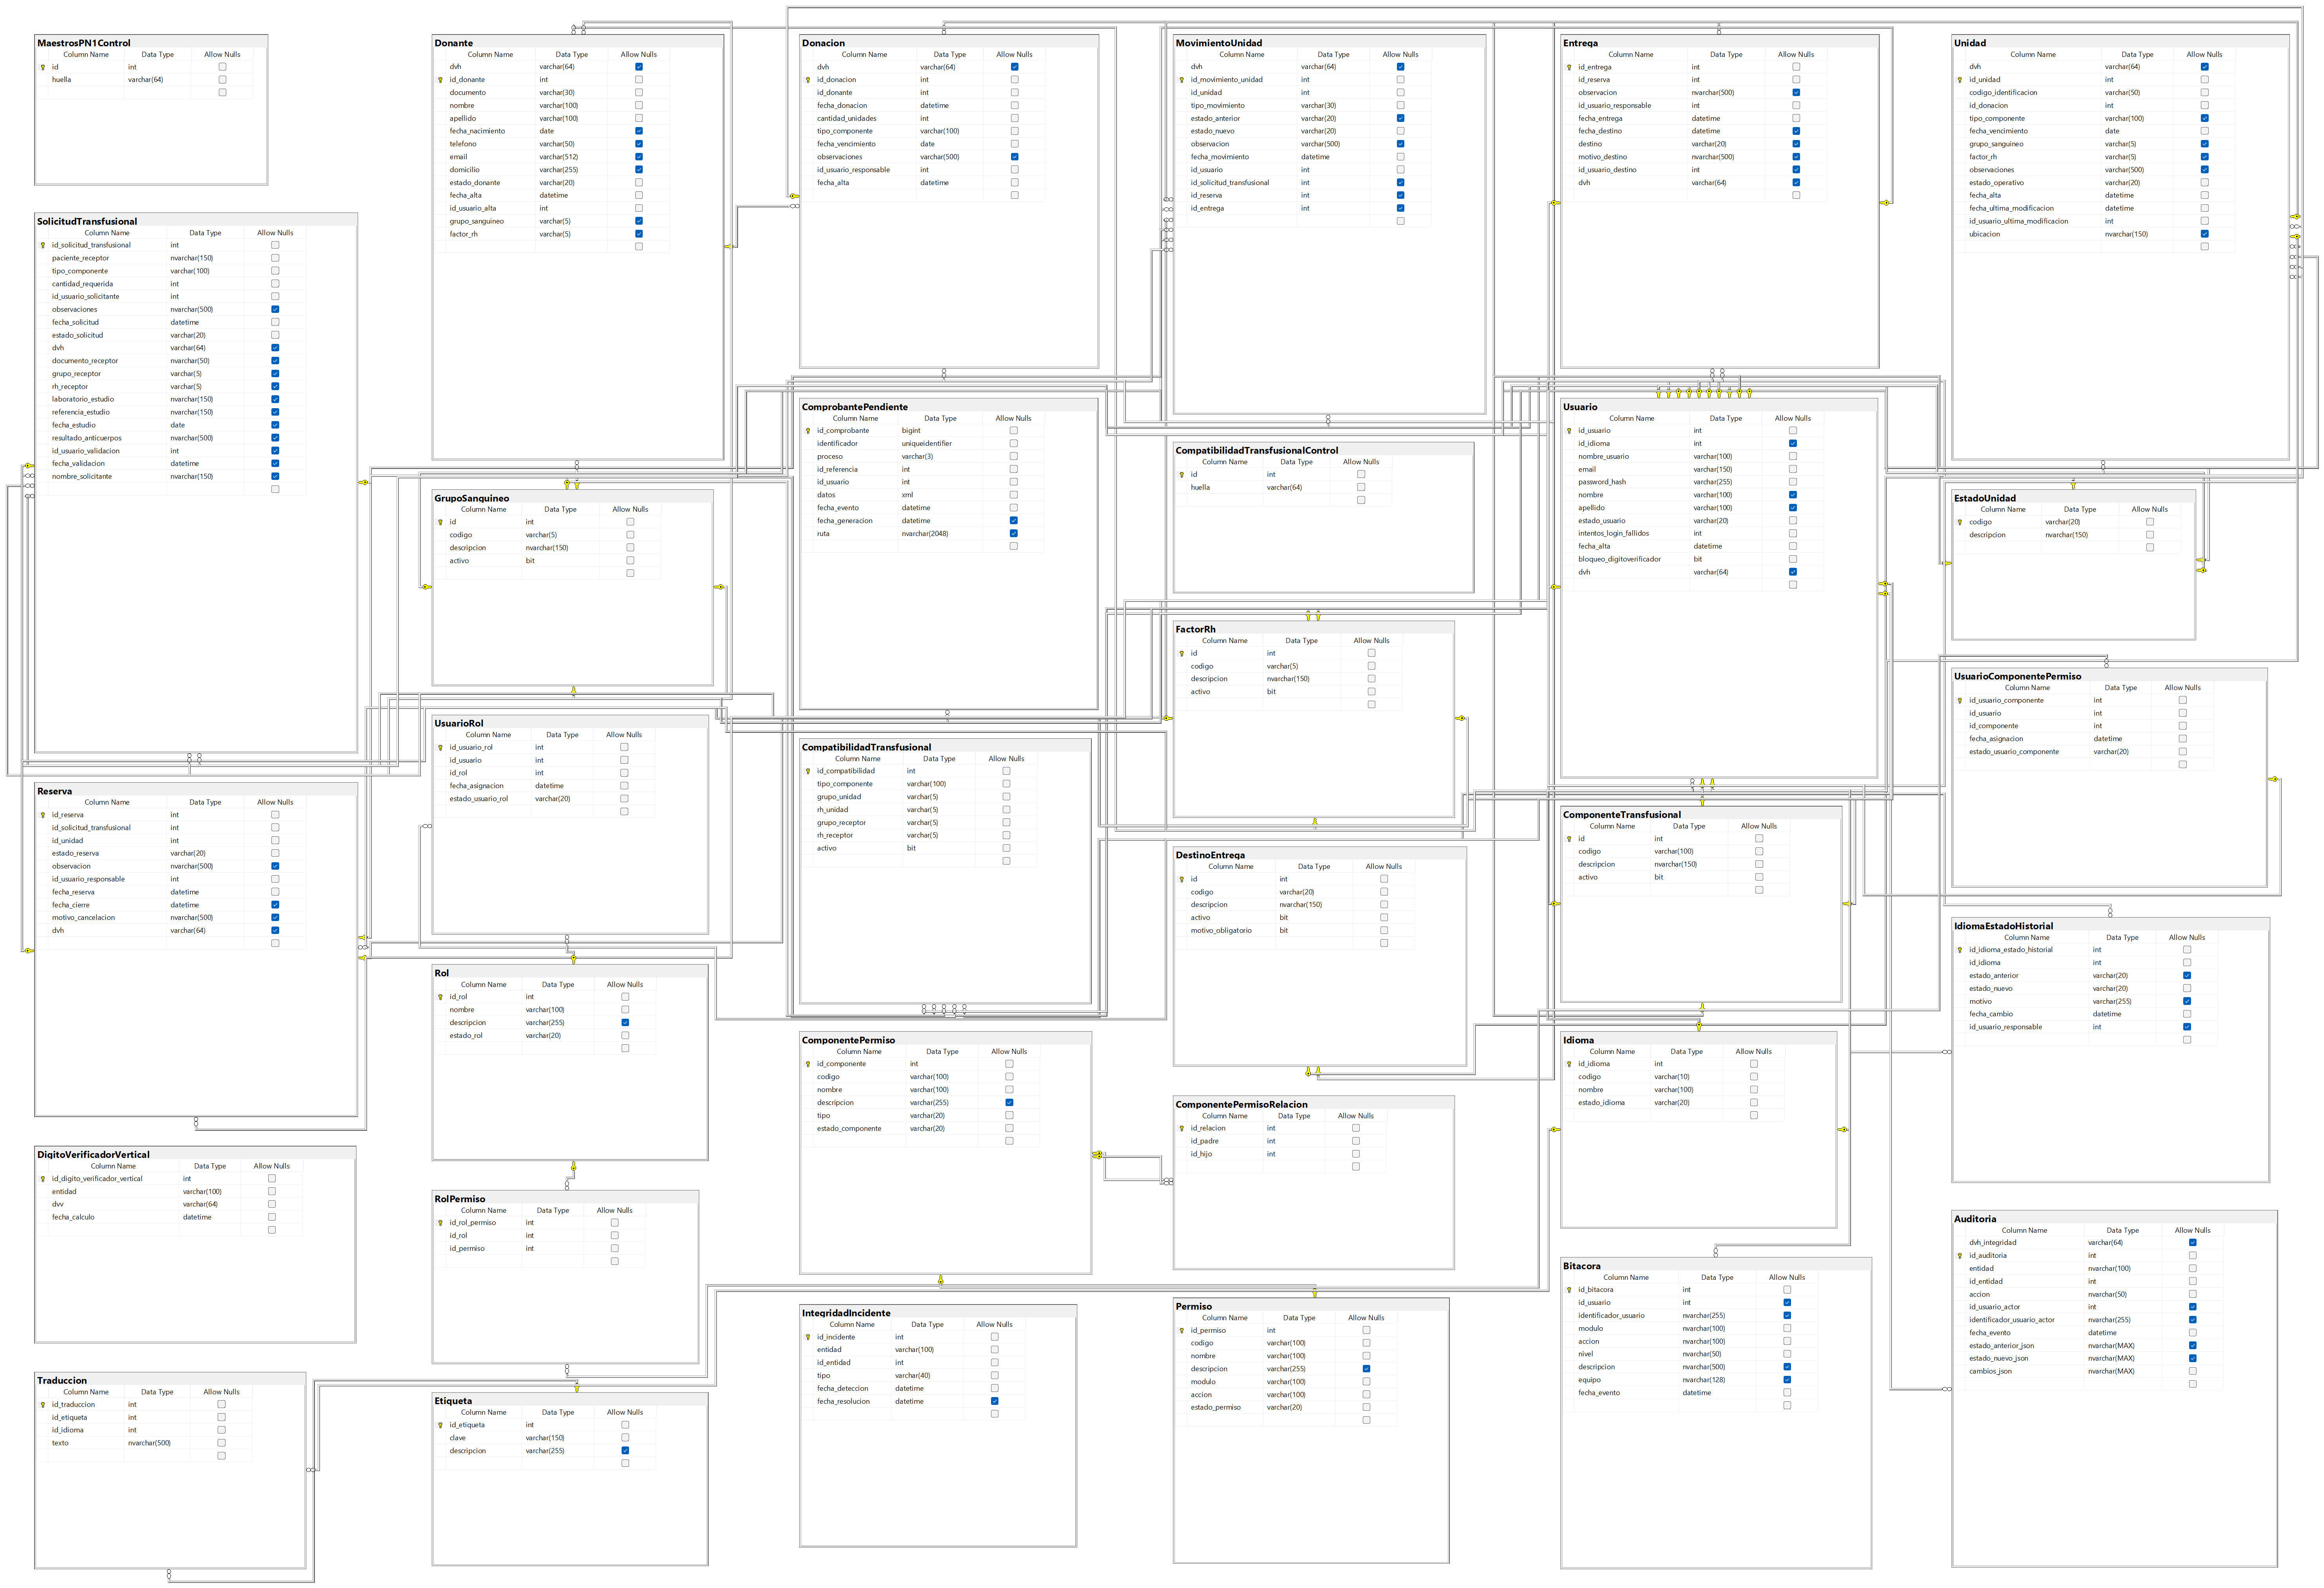 MaestrosPN1Control
Column Name Data Type Allow Nulls
id int
huella varchar(64)
Donante
Column Name Data Type Allow Nulls
dvh varchar(64)
id_donante int
documento varchar(30)
nombre varchar(100)
apellido varchar(100)
fecha_nacimiento date
telefono varchar(50)
email varchar(512)
domicilio varchar(255)
estado_donante varchar(20)
fecha_alta datetime
id_usuario_alta int
grupo_sanguineo varchar(5)
factor_rh varchar(5)
Donacion
Column Name Data Type Allow Nulls
dvh varchar(64)
id_donacion int
id_donante int
fecha_donacion datetime
cantidad_unidades int
tipo_componente varchar(100)
fecha_vencimiento date
observaciones varchar(500)
id_usuario_responsable int
fecha_alta datetime
MovimientoUnidad
Column Name Data Type Allow Nulls
dvh varchar(64)
id_movimiento_unidad int
id_unidad int
tipo_movimiento varchar(30)
estado_anterior varchar(20)
estado_nuevo varchar(20)
observacion varchar(500)
fecha_movimiento datetime
id_usuario int
id_solicitud_transfusional int
id_reserva int
id_entrega int
Entrega
Column Name Data Type Allow Nulls
id_entrega int
id_reserva int
observacion nvarchar(500)
id_usuario_responsable int
fecha_entrega datetime
fecha_destino datetime
destino varchar(20)
motivo_destino nvarchar(500)
id_usuario_destino int
dvh varchar(64)
Unidad
Column Name Data Type Allow Nulls
dvh varchar(64)
id_unidad int
codigo_identificacion varchar(50)
id_donacion int
tipo_componente varchar(100)
fecha_vencimiento date
grupo_sanguineo varchar(5)
factor_rh varchar(5)
observaciones varchar(500)
estado_operativo varchar(20)
fecha_alta datetime
fecha_ultima_modificacion datetime
id_usuario_ultima_modificacion int
ubicacion nvarchar(150)
SolicitudTransfusional
Column Name Data Type Allow Nulls
id_solicitud_transfusional int
paciente_receptor nvarchar(150)
tipo_componente varchar(100)
cantidad_requerida int
id_usuario_solicitante int
observaciones nvarchar(500)
fecha_solicitud datetime
estado_solicitud varchar(20)
dvh varchar(64)
documento_receptor nvarchar(50)
grupo_receptor varchar(5)
rh_receptor varchar(5)
laboratorio_estudio nvarchar(150)
referencia_estudio nvarchar(150)
fecha_estudio date
resultado_anticuerpos nvarchar(500)
id_usuario_validacion int
fecha_validacion datetime
nombre_solicitante nvarchar(150)
GrupoSanguineo
Column Name Data Type Allow Nulls
id int
codigo varchar(5)
descripcion nvarchar(150)
activo bit
ComprobantePendiente
Column Name Data Type Allow Nulls
id_comprobante bigint
identificador uniqueidentifier
proceso varchar(3)
id_referencia int
id_usuario int
datos xml
fecha_evento datetime
fecha_generacion datetime
ruta nvarchar(2048)
CompatibilidadTransfusionalControl
Column Name Data Type Allow Nulls
id int
huella varchar(64)
Usuario
Column Name Data Type Allow Nulls
id_usuario int
id_idioma int
nombre_usuario varchar(100)
email varchar(150)
password_hash varchar(255)
nombre varchar(100)
apellido varchar(100)
estado_usuario varchar(20)
intentos_login_fallidos int
fecha_alta datetime
bloqueo_digitoverificador bit
dvh varchar(64)
EstadoUnidad
Column Name Data Type Allow Nulls
codigo varchar(20)
descripcion nvarchar(150)
FactorRh
Column Name Data Type Allow Nulls
id int
codigo varchar(5)
descripcion nvarchar(150)
activo bit
UsuarioComponentePermiso
Column Name Data Type Allow Nulls
id_usuario_componente int
id_usuario int
id_componente int
fecha_asignacion datetime
estado_usuario_componente varchar(20)
UsuarioRol
Column Name Data Type Allow Nulls
id_usuario_rol int
id_usuario int
id_rol int
fecha_asignacion datetime
estado_usuario_rol varchar(20)
CompatibilidadTransfusional
Column Name Data Type Allow Nulls
id_compatibilidad int
tipo_componente varchar(100)
grupo_unidad varchar(5)
rh_unidad varchar(5)
grupo_receptor varchar(5)
rh_receptor varchar(5)
activo bit
Reserva
Column Name Data Type Allow Nulls
id_reserva int
id_solicitud_transfusional int
id_unidad int
estado_reserva varchar(20)
observacion nvarchar(500)
id_usuario_responsable int
fecha_reserva datetime
fecha_cierre datetime
motivo_cancelacion nvarchar(500)
dvh varchar(64)
ComponenteTransfusional
Column Name Data Type Allow Nulls
id int
codigo varchar(100)
descripcion nvarchar(150)
activo bit
DestinoEntrega
Column Name Data Type Allow Nulls
id int
codigo varchar(20)
descripcion nvarchar(150)
activo bit
motivo_obligatorio bit
IdiomaEstadoHistorial
Column Name Data Type Allow Nulls
id_idioma_estado_historial int
id_idioma int
estado_anterior varchar(20)
estado_nuevo varchar(20)
motivo varchar(255)
fecha_cambio datetime
id_usuario_responsable int
Rol
Column Name Data Type Allow Nulls
id_rol int
nombre varchar(100)
descripcion varchar(255)
estado_rol varchar(20)
ComponentePermiso
Column Name Data Type Allow Nulls
id_componente int
codigo varchar(100)
nombre varchar(100)
descripcion varchar(255)
tipo varchar(20)
estado_componente varchar(20)
Idioma
Column Name Data Type Allow Nulls
id_idioma int
codigo varchar(10)
nombre varchar(100)
estado_idioma varchar(20)
ComponentePermisoRelacion
Column Name Data Type Allow Nulls
id_relacion int
id_padre int
id_hijo int
DigitoVerificadorVertical
Column Name Data Type Allow Nulls
id_digito_verificador_vertical int
entidad varchar(100)
dvv varchar(64)
fecha_calculo datetime
RolPermiso
Column Name Data Type Allow Nulls
id_rol_permiso int
id_rol int
id_permiso int
Auditoria
Column Name Data Type Allow Nulls
dvh_integridad varchar(64)
id_auditoria int
entidad nvarchar(100)
id_entidad int
accion nvarchar(50)
id_usuario_actor int
identificador_usuario_actor nvarchar(255)
fecha_evento datetime
estado_anterior_json nvarchar(MAX)
estado_nuevo_json nvarchar(MAX)
cambios_json nvarchar(MAX)
Bitacora
Column Name Data Type Allow Nulls
id_bitacora int
id_usuario int
identificador_usuario nvarchar(255)
modulo nvarchar(100)
accion nvarchar(100)
nivel nvarchar(50)
descripcion nvarchar(500)
equipo nvarchar(128)
fecha_evento datetime
IntegridadIncidente
Column Name Data Type Allow Nulls
id_incidente int
entidad varchar(100)
id_entidad int
tipo varchar(40)
fecha_deteccion datetime
fecha_resolucion datetime
Permiso
Column Name Data Type Allow Nulls
id_permiso int
codigo varchar(100)
nombre varchar(100)
descripcion varchar(255)
modulo varchar(100)
accion varchar(100)
estado_permiso varchar(20)
Traduccion
Column Name Data Type Allow Nulls
id_traduccion int
id_etiqueta int
id_idioma int
texto nvarchar(500)
Etiqueta
Column Name Data Type Allow Nulls
id_etiqueta int
clave varchar(150)
descripcion varchar(255)